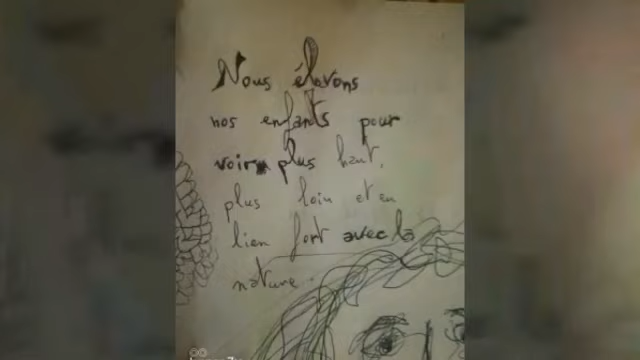 Nous élevons
nos enfants pour
voir plus haut,
plus loin et en
lien fort avec la
nature.